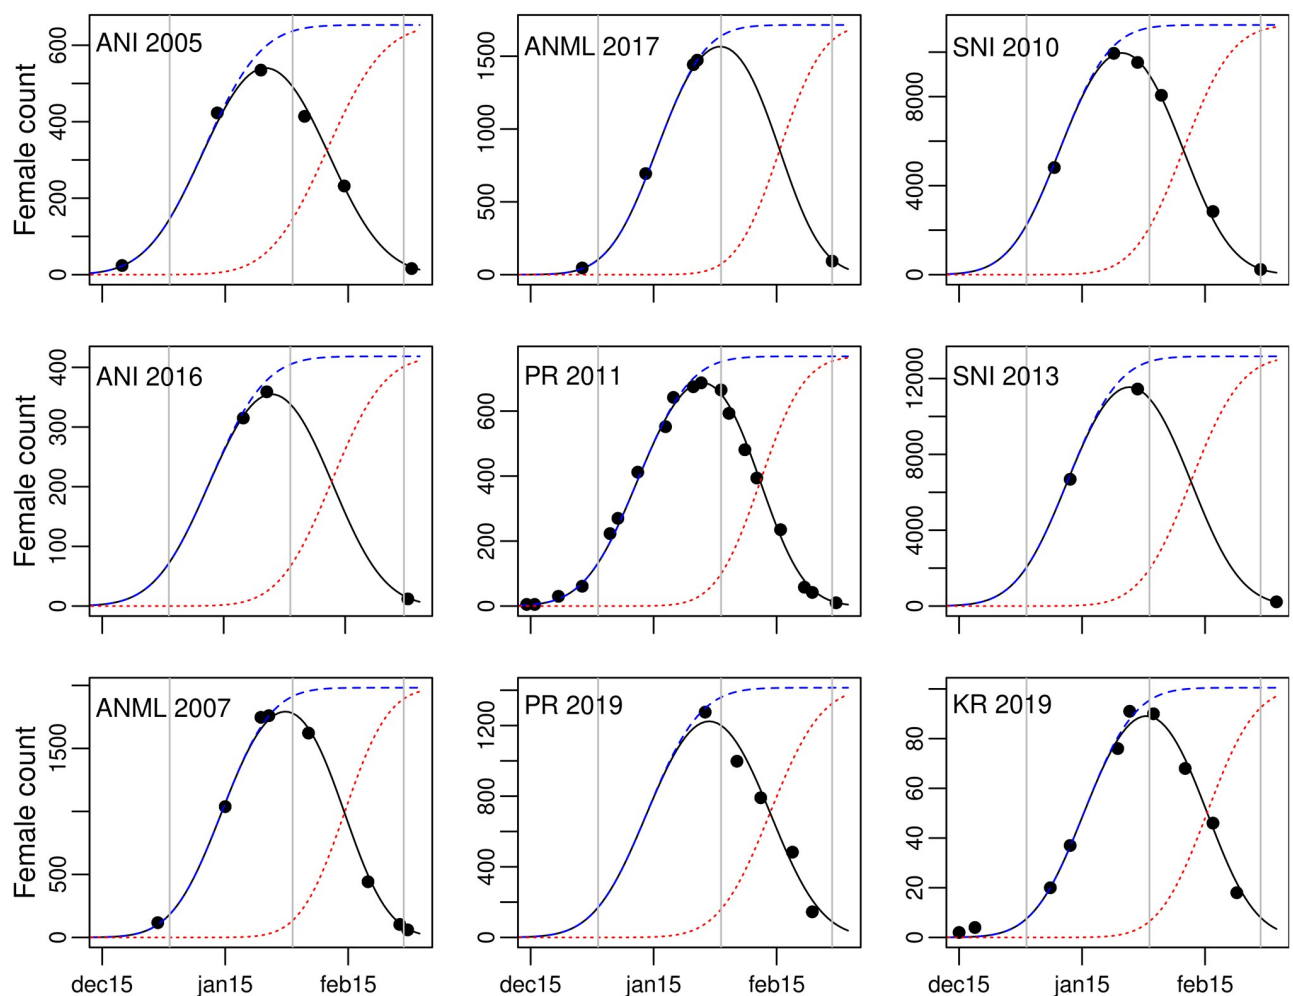 ANI 2005
ANML 2017
SNI 2010
Female count
0
200
400
600
0
500
1000
1500
0
4000
8000
ANI 2016
PR 2011
SNI 2013
Female count
0
100
200
300
400
0
200
400
600
0
4000
8000
12000
ANML 2007
PR 2019
KR 2019
Female count
0
500
1500
0
400
800
1200
0
20
40
60
80
dec15 jan15 feb15
dec15 jan15 feb15
dec15 jan15 feb15